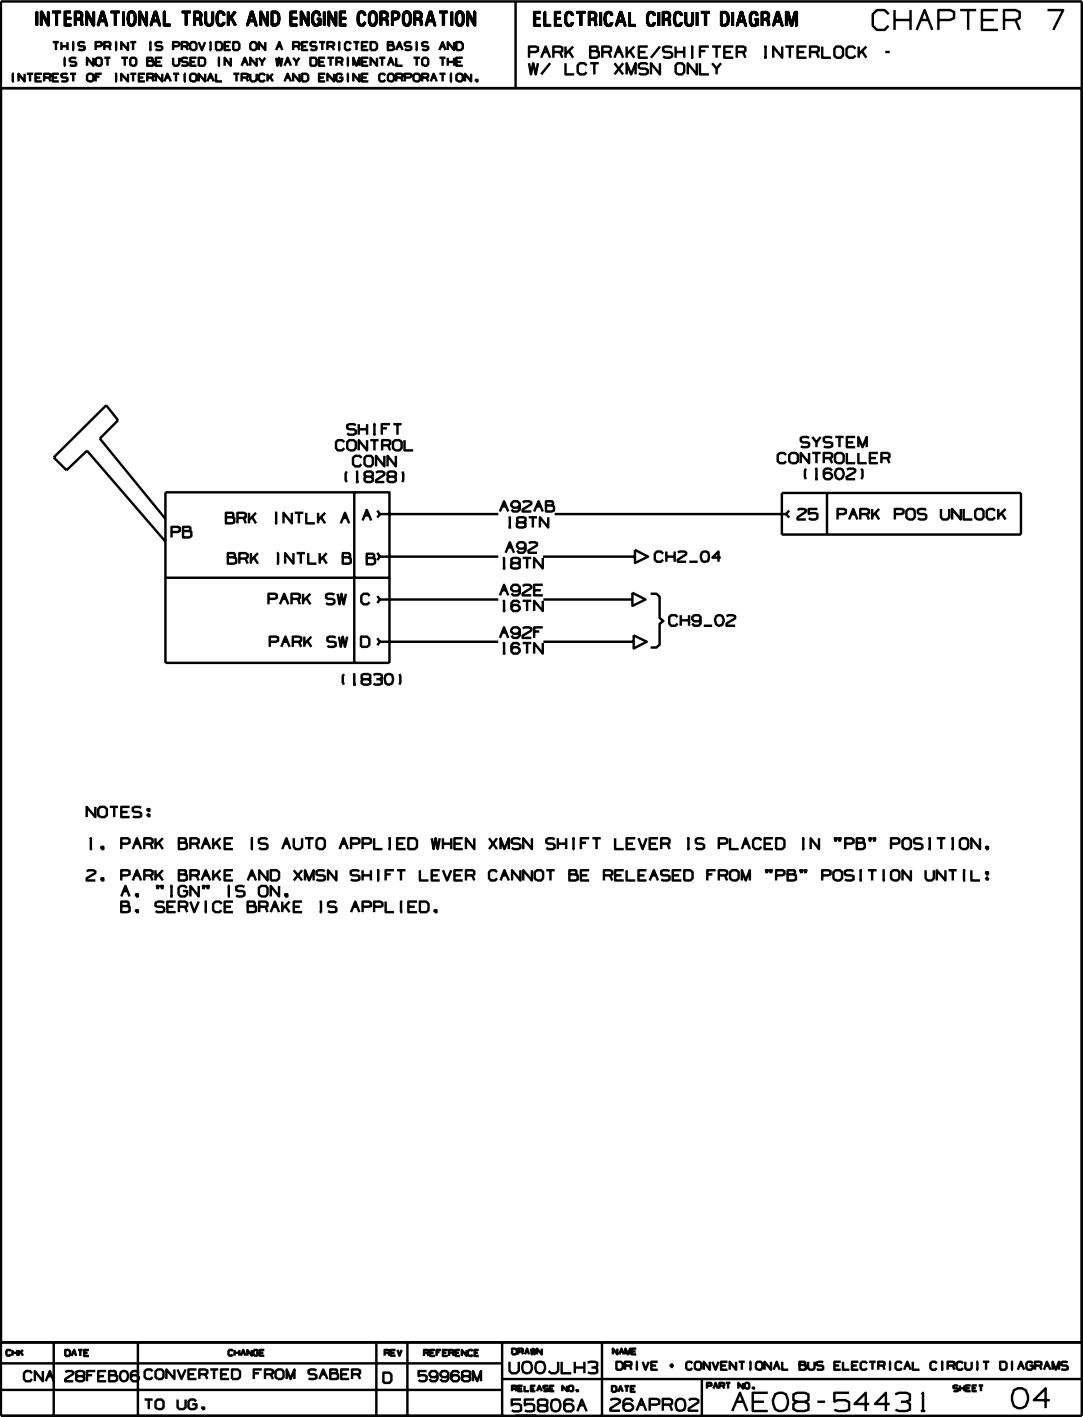 INTERNATIONAL TRUCK AND ENGINE CORPORATION
THIS PRINT IS PROVIDED ON A RESTRICTED BASIS AND
IS NOT TO BE USED IN ANY WAY DETRIMENTAL TO THE
INTEREST OF INTERNATIONAL TRUCK AND ENGINE CORPORATION.
ELECTRICAL CIRCUIT DIAGRAM
CHAPTER 7
PARK BRAKE/SHIFTER INTERLOCK -
W/ LCT XMSN ONLY
SHIFT
CONTROL
CONN
(1828)
SYSTEM
CONTROLLER
(1602)
PB
BRK INTLK A A
A92AB
18TN
25 PARK POS UNLOCK
BRK INTLK B B
A92
18TN
CH2_04
PARK SW C
A92E
16TN
CH9_02
PARK SW D
A92F
16TN
(1830)
NOTES:
1. PARK BRAKE IS AUTO APPLIED WHEN XMSN SHIFT LEVER IS PLACED IN "PB" POSITION.
2. PARK BRAKE AND XMSN SHIFT LEVER CANNOT BE RELEASED FROM "PB" POSITION UNTIL:
A. "IGN" IS ON.
B. SERVICE BRAKE IS APPLIED.
CHK DATE CHANGE REV REFERENCE
CNA 28FEB06 CONVERTED FROM SABER D 59968M
TO UG.
DRAWN
U00JLH3
NAME
DRIVE * CONVENTIONAL BUS ELECTRICAL CIRCUIT DIAGRAMS
RELEASE NO.
55806A
DATE
26APR02
PART NO.
AE08-54431
SHEET
04